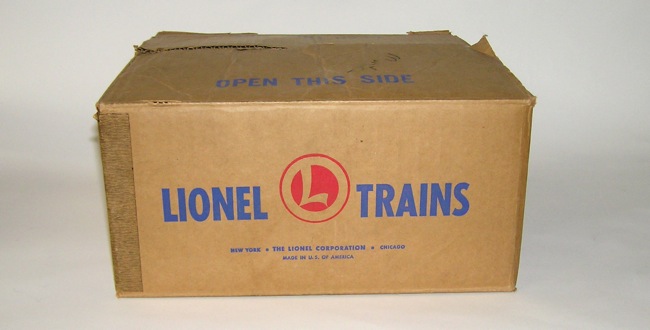 OPEN THIS SIDE
LIONEL L TRAINS
NEW YORK • THE LIONEL CORPORATION • CHICAGO
MADE IN U.S. OF AMERICA